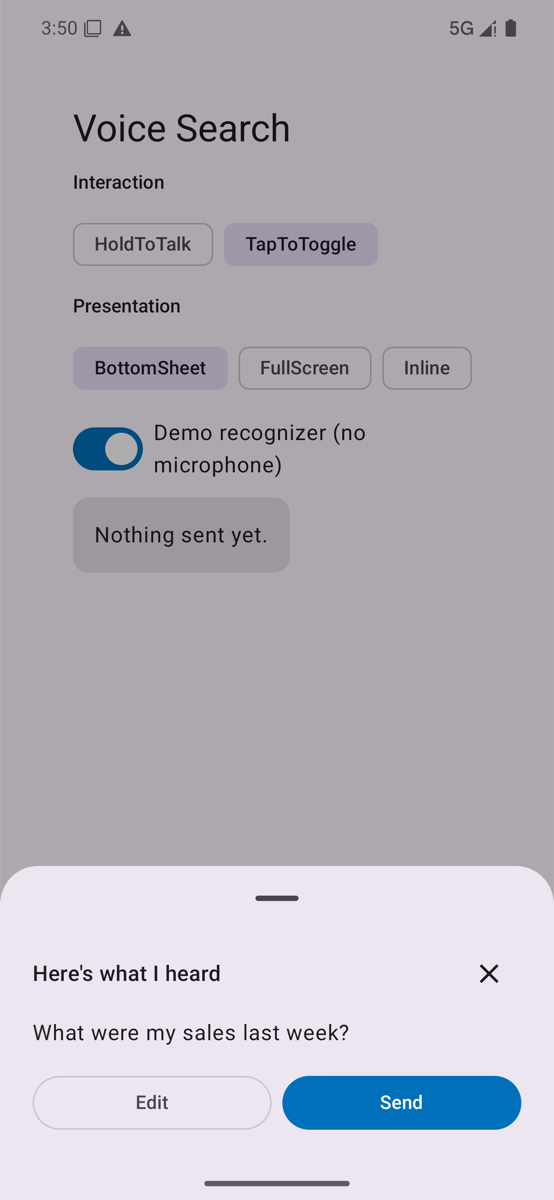 3:50
5G
Voice Search
Interaction
HoldToTalk
TapToToggle
Presentation
BottomSheet
FullScreen
Inline
Demo recognizer (no
microphone)
Nothing sent yet.
Here's what I heard
What were my sales last week?
Edit
Send